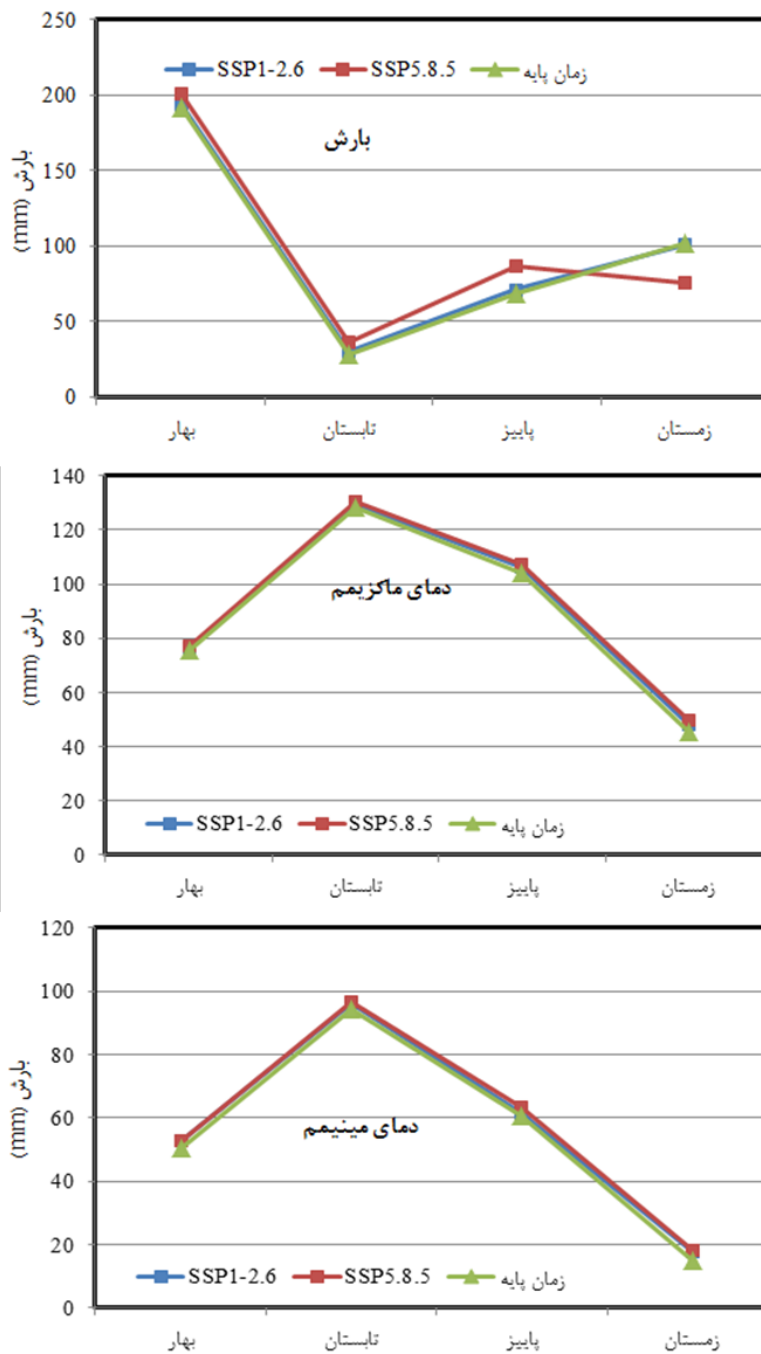 250
200
150
100
50
0
بارش (mm)
SSP1-2.6 SSP5.8.5 زمان پایه
بارش
بهار تابستان پاییز زمستان
140
120
100
80
60
40
20
0
بارش (mm)
دمای ماکزیمم
SSP1-2.6 SSP5.8.5 زمان پایه
بهار تابستان پاییز زمستان
120
100
80
60
40
20
0
بارش (mm)
دمای مینیمم
SSP1-2.6 SSP5.8.5 زمان پایه
بهار تابستان پاییز زمستان